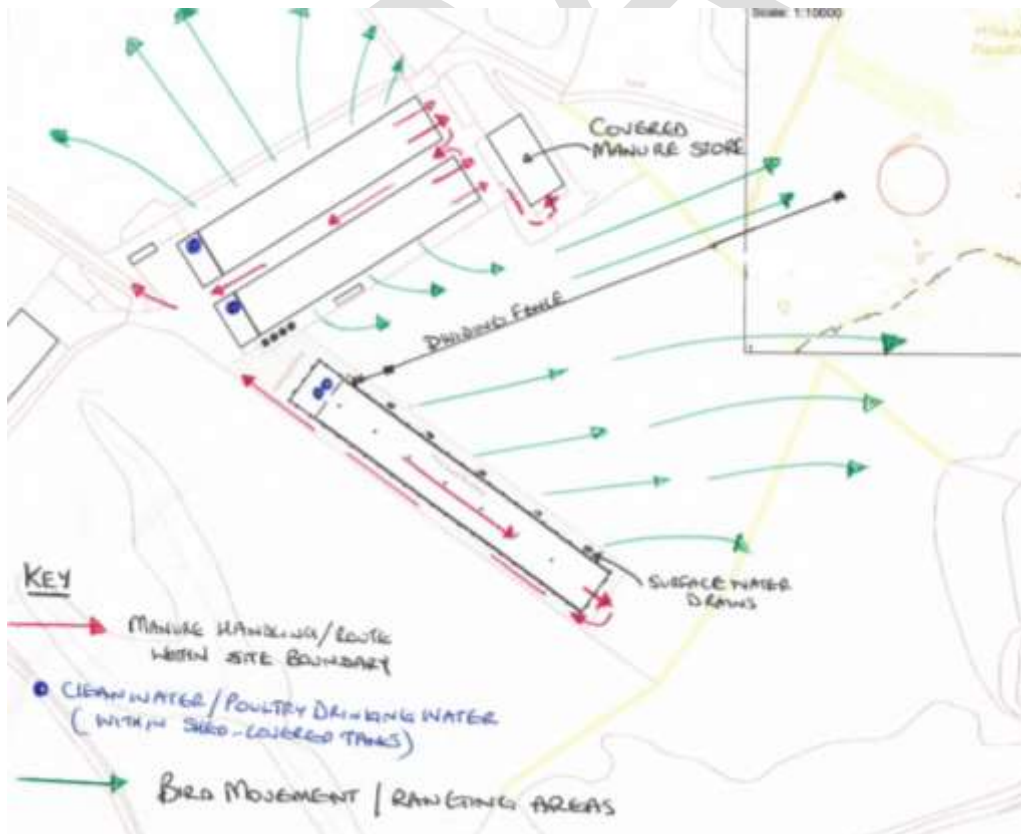 Scale: 1:10000
COVERED
MANURE STORE
DIVIDING FENCE
SURFACE WATER
DRAINS
KEY
MANURE HANDLING/ROUTE
WITHIN SITE BOUNDARY
CLEAN WATER/POULTRY DRINKING WATER
(WITHIN SHED-COVERED TANKS)
BIRD MOVEMENT / RANGING AREAS